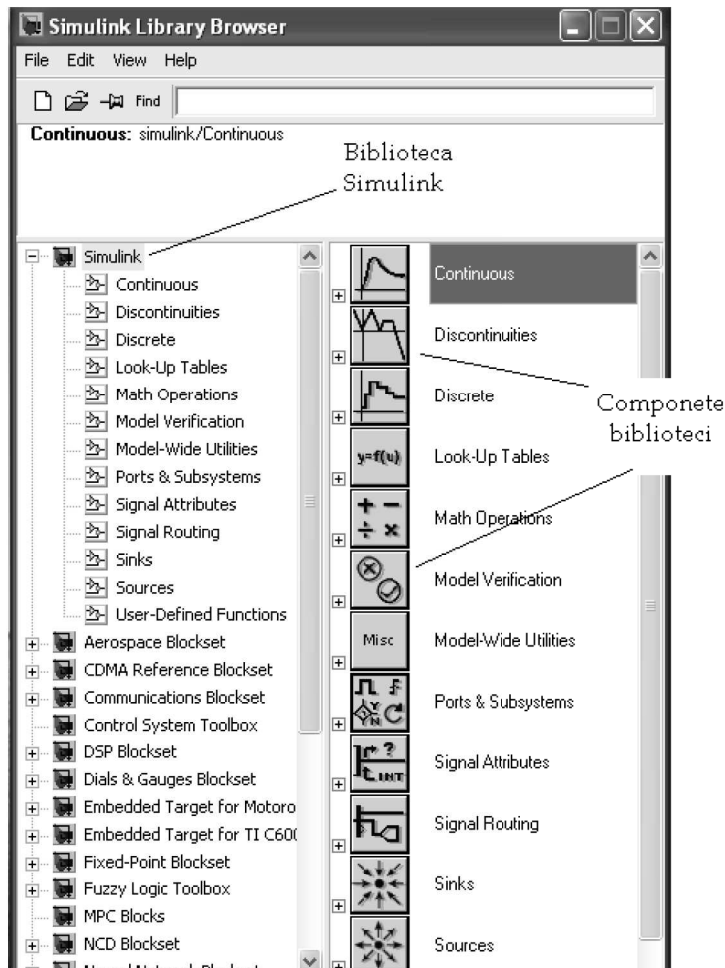 Simulink Library Browser
File Edit View Help
Find
Continuous: simulink/Continuous
Biblioteca
Simulink
Simulink
Continuous
Discontinuities
Discrete
Look-Up Tables
Math Operations
Model Verification
Model-Wide Utilities
Ports & Subsystems
Signal Attributes
Signal Routing
Sinks
Sources
User-Defined Functions
Aerospace Blockset
CDMA Reference Blockset
Communications Blockset
Control System Toolbox
DSP Blockset
Dials & Gauges Blockset
Embedded Target for Motoro
Embedded Target for TI C600
Fixed-Point Blockset
Fuzzy Logic Toolbox
MPC Blocks
NCD Blockset
Continuous
Discontinuities
Discrete
y=f(u) Look-Up Tables
+ − ÷ × Math Operations
Model Verification
Misc Model-Wide Utilities
Y N Ports & Subsystems
? t INT Signal Attributes
Signal Routing
Sinks
Sources
Componete
biblioteci